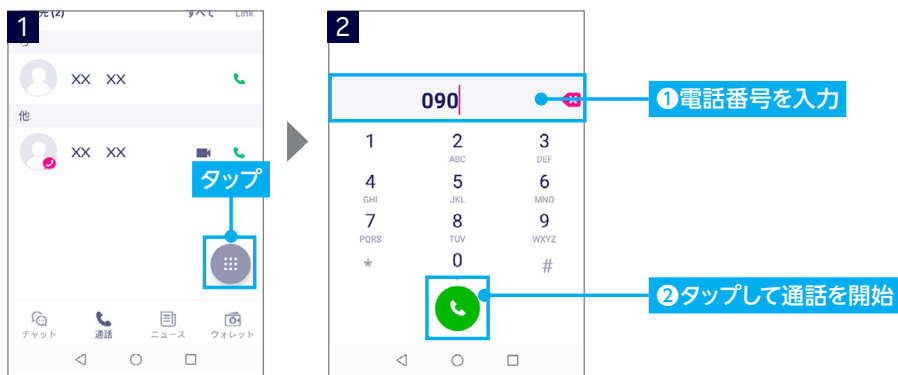 1
先 (2)
すべて Link
XX XX
他
XX XX
タップ
チャット 通話 ニュース ウォレット
2
090
❶電話番号を入力
1 2 3
ABC DEF
4 5 6
GHI JKL MNO
7 8 9
PQRS TUV WXYZ
* 0 #
❷タップして通話を開始